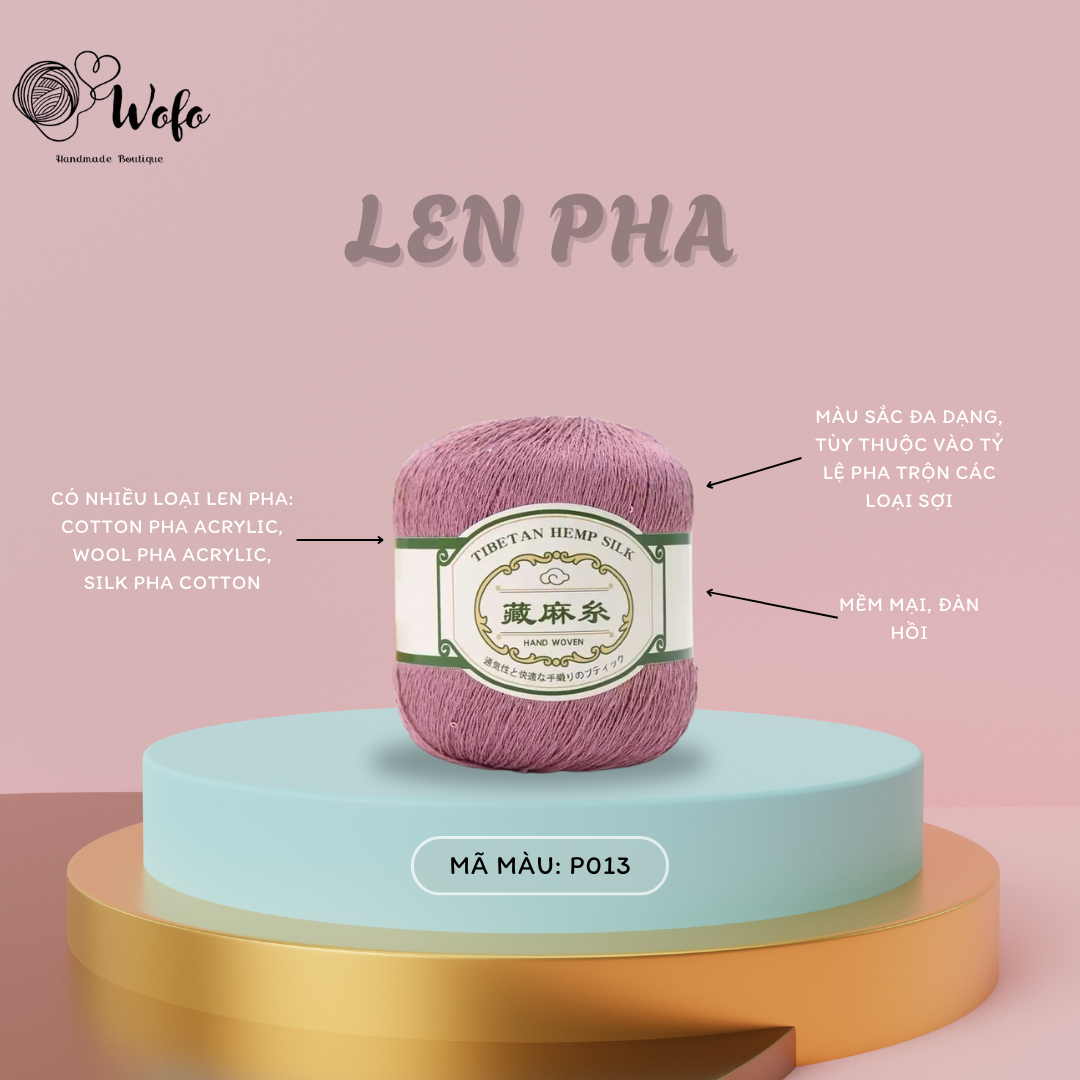 Wofo
Handmade Boutique
LEN PHA
MÀU SẮC ĐA DẠNG,
TÙY THUỘC VÀO TỶ
LỆ PHA TRỘN CÁC
LOẠI SỢI
CÓ NHIỀU LOẠI LEN PHA:
COTTON PHA ACRYLIC,
WOOL PHA ACRYLIC,
SILK PHA COTTON
TIBETAN HEMP SILK
藏麻糸
HAND WOVEN
通気性と快適な手織りのブティック
MỀM MẠI, ĐÀN
HỒI
MÃ MÀU: P013